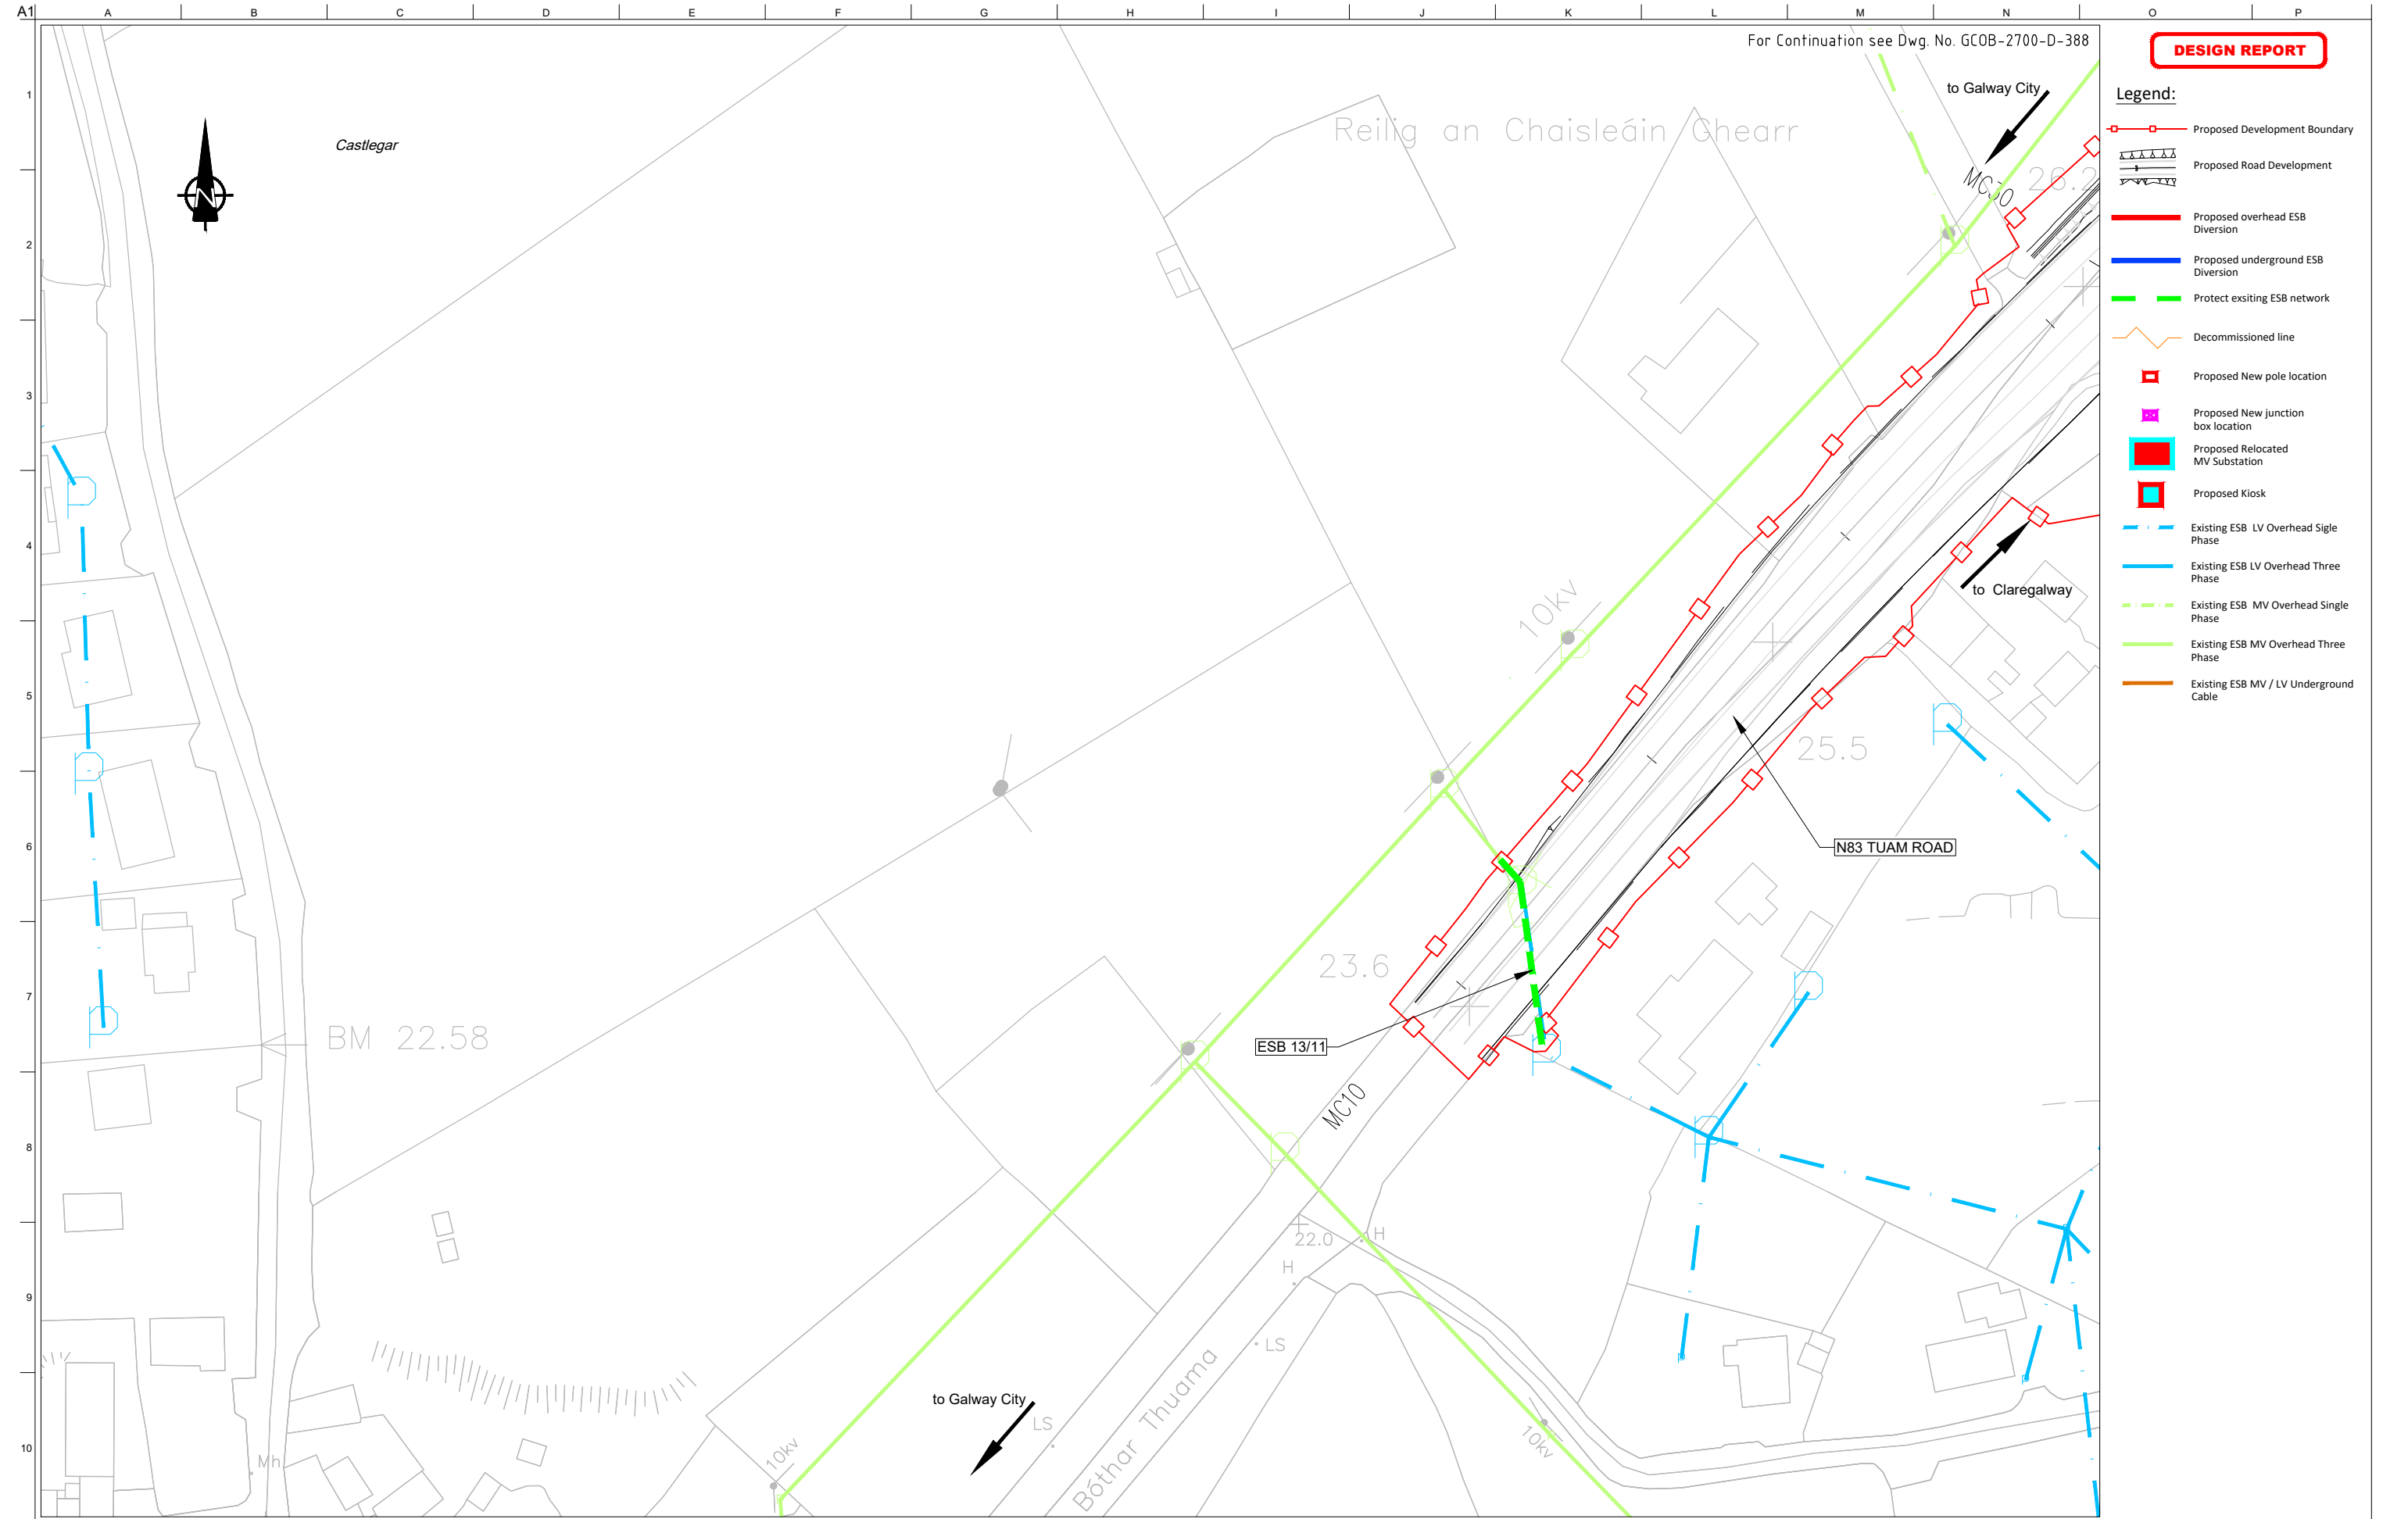 A1
A B C D E F G H I J K L M N O P
For Continuation see Dwg. No. GCOB-2700-D-388
DESIGN REPORT
Legend:
Proposed Development Boundary
Proposed Road Development
Proposed overhead ESB
Diversion
Proposed underground ESB
Diversion
Protect exsiting ESB network
Decommissioned line
Proposed New pole location
Proposed New junction
box location
Proposed Relocated
MV Substation
Proposed Kiosk
Existing ESB LV Overhead Sigle
Phase
Existing ESB LV Overhead Three
Phase
Existing ESB MV Overhead Single
Phase
Existing ESB MV Overhead Three
Phase
Existing ESB MV / LV Underground
Cable
1
2
3
4
5
6
7
8
9
10
to Galway City
Castlegar
Reilig an Chaisleáin Ghearr
N
26.2
10kv
to Claregalway
25.5
N83 TUAM ROAD
23.6
ESB 13/11
BM 22.58
MC10
22.0
H
H
LS
to Galway City
LS
Bóthar Thuama
10kv
10kv
Mh